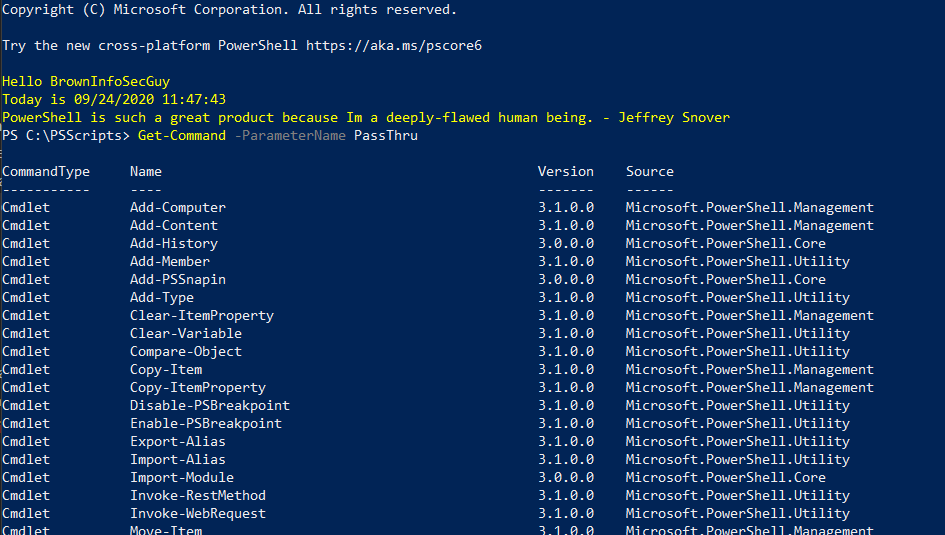 Copyright (C) Microsoft Corporation. All rights reserved.
Try the new cross-platform PowerShell https://aka.ms/pscore6
Hello BrownInfoSecGuy
Today is 09/24/2020 11:47:43
PowerShell is such a great product because Im a deeply-flawed human being. - Jeffrey Snover
PS C:\PSScripts> Get-Command -ParameterName PassThru
CommandType Name Version Source
----------- ---- ------- ------
Cmdlet Add-Computer 3.1.0.0 Microsoft.PowerShell.Management
Cmdlet Add-Content 3.1.0.0 Microsoft.PowerShell.Management
Cmdlet Add-History 3.0.0.0 Microsoft.PowerShell.Core
Cmdlet Add-Member 3.1.0.0 Microsoft.PowerShell.Utility
Cmdlet Add-PSSnapin 3.0.0.0 Microsoft.PowerShell.Core
Cmdlet Add-Type 3.1.0.0 Microsoft.PowerShell.Utility
Cmdlet Clear-ItemProperty 3.1.0.0 Microsoft.PowerShell.Management
Cmdlet Clear-Variable 3.1.0.0 Microsoft.PowerShell.Utility
Cmdlet Compare-Object 3.1.0.0 Microsoft.PowerShell.Utility
Cmdlet Copy-Item 3.1.0.0 Microsoft.PowerShell.Management
Cmdlet Copy-ItemProperty 3.1.0.0 Microsoft.PowerShell.Management
Cmdlet Disable-PSBreakpoint 3.1.0.0 Microsoft.PowerShell.Utility
Cmdlet Enable-PSBreakpoint 3.1.0.0 Microsoft.PowerShell.Utility
Cmdlet Export-Alias 3.1.0.0 Microsoft.PowerShell.Utility
Cmdlet Import-Alias 3.1.0.0 Microsoft.PowerShell.Utility
Cmdlet Import-Module 3.0.0.0 Microsoft.PowerShell.Core
Cmdlet Invoke-RestMethod 3.1.0.0 Microsoft.PowerShell.Utility
Cmdlet Invoke-WebRequest 3.1.0.0 Microsoft.PowerShell.Utility
Cmdlet Move-Item 3.1.0.0 Microsoft.PowerShell.Management